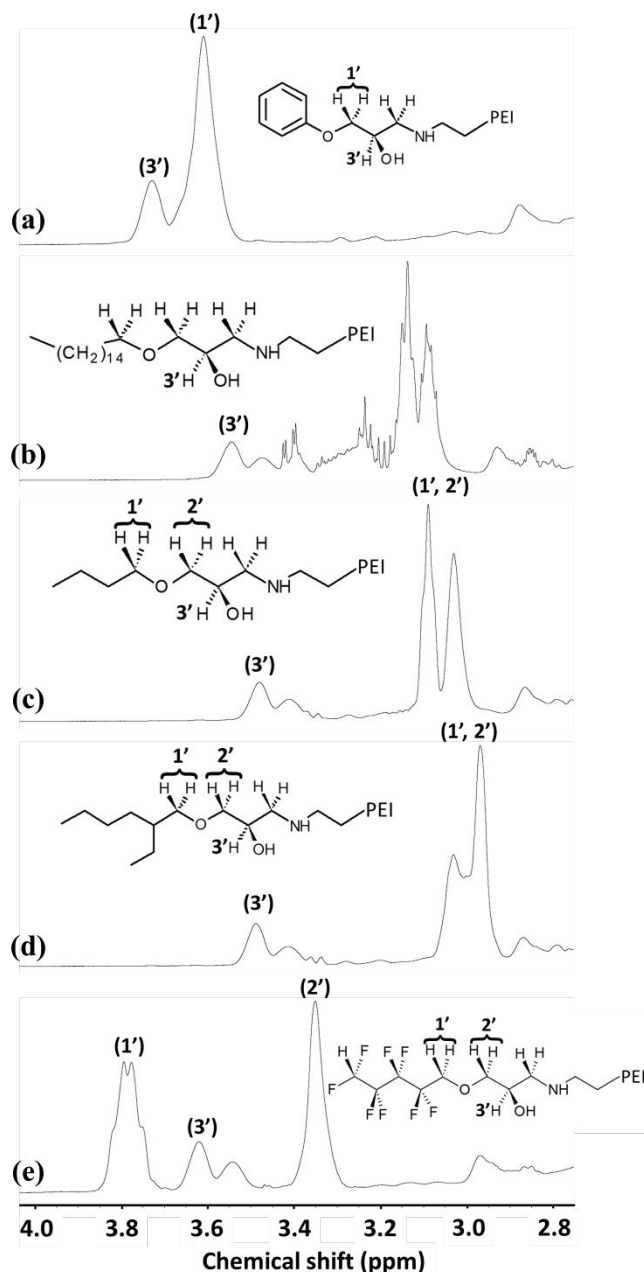 (1')
1'
H H H H
PEI
O NH
(3') 3'H OH
(a)
H H H H H H
PEI
(CH2)14 O NH
3'H OH
(3')
(b)
(1', 2')
1' 2'
H H H H H H
PEI
O NH
3'H OH
(3')
(c)
(1', 2')
1' 2'
H H H H H H
PEI
O NH
3'H OH
(3')
(d)
(2')
(1') 1' 2'
H F F F H H H H H H
PEI
F O NH
F F F F 3'H OH
(3')
(e)
4.0 3.8 3.6 3.4 3.2 3.0 2.8
Chemical shift (ppm)